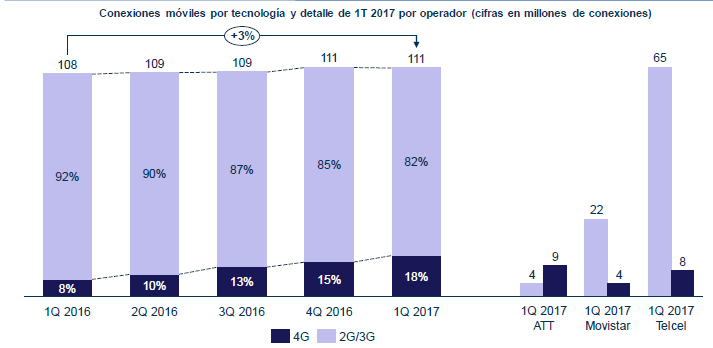 Conexiones móviles por tecnología y detalle de 1T 2017 por operador (cifras en millones de conexiones)
+3%
108 109 109 111 111 65
92% 90% 87% 85% 82%
22
8% 10% 13% 15% 18%
4 9 4 8
1Q 2016 2Q 2016 3Q 2016 4Q 2016 1Q 2017
1Q 2017 ATT
1Q 2017 Movistar
1Q 2017 Telcel
4G 2G/3G